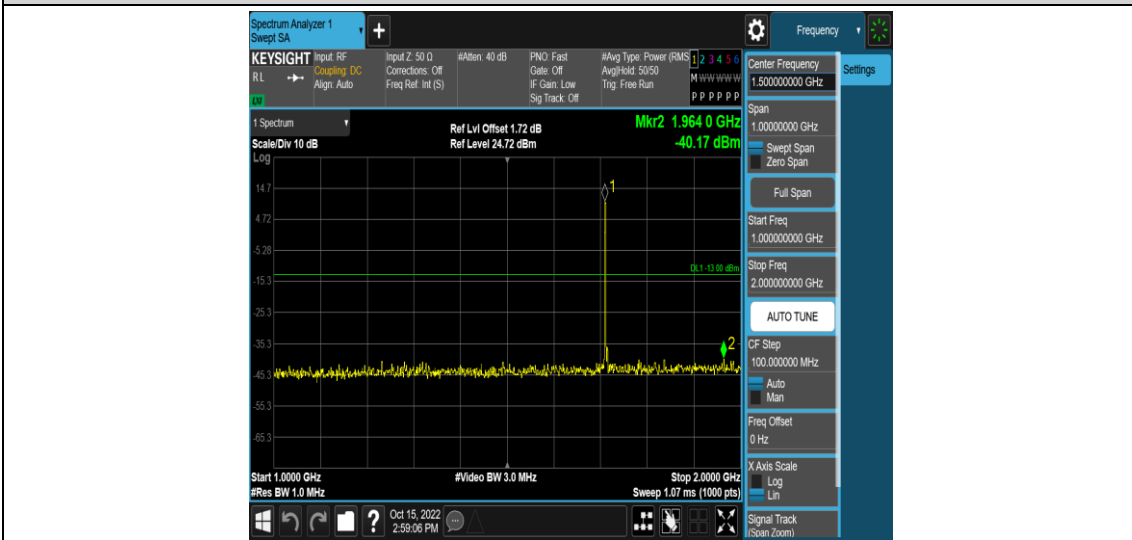 Spectrum Analyzer 1
Swept SA
+
Frequency
KEYSIGHT
RL
LXI
Input: RF
Coupling: DC
Align: Auto
Input Z: 50 Ω
Corrections: Off
Freq Ref: Int (S)
#Atten: 40 dB
PNO: Fast
Gate: Off
IF Gain: Low
Sig Track: Off
#Avg Type: Power (RMS
Avg|Hold: 50/50
Trig: Free Run
1 2 3 4 5 6
M W W W W W
P P P P P P
Center Frequency
1.500000000 GHz
Settings
Span
1.00000000 GHz
Swept Span
Zero Span
Full Span
Start Freq
1.000000000 GHz
Stop Freq
2.000000000 GHz
AUTO TUNE
CF Step
100.000000 MHz
Auto
Man
Freq Offset
0 Hz
X Axis Scale
Log
Lin
Signal Track
(Span Zoom)
1 Spectrum
Scale/Div 10 dB
Log
Ref Lvl Offset 1.72 dB
Ref Level 24.72 dBm
Mkr2 1.964 0 GHz
-40.17 dBm
14.7
4.72
-5.28
-15.3
-25.3
-35.3
-45.3
-55.3
-65.3
1
DL1 -13.00 dBm
2
Start 1.0000 GHz
#Res BW 1.0 MHz
#Video BW 3.0 MHz
Stop 2.0000 GHz
Sweep 1.07 ms (1000 pts)
?
Oct 15, 2022
2:59:06 PM